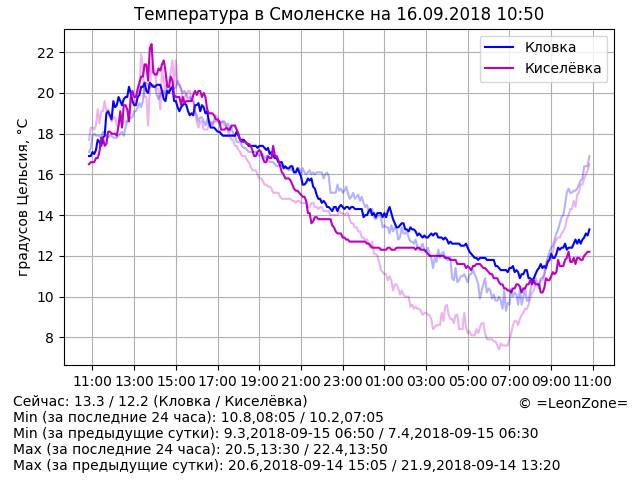 Температура в Смоленске на 16.09.2018 10:50
Кловка
Киселёвка
градусов Цельсия, °C
22
20
18
16
14
12
10
8
11:00 13:00 15:00 17:00 19:00 21:00 23:00 01:00 03:00 05:00 07:00 09:00 11:00
Сейчас: 13.3 / 12.2 (Кловка / Киселёвка)
© =LeonZone=
Min (за последние 24 часа): 10.8,08:05 / 10.2,07:05
Min (за предыдущие сутки): 9.3,2018-09-15 06:50 / 7.4,2018-09-15 06:30
Max (за последние 24 часа): 20.5,13:30 / 22.4,13:50
Max (за предыдущие сутки): 20.6,2018-09-14 15:05 / 21.9,2018-09-14 13:20